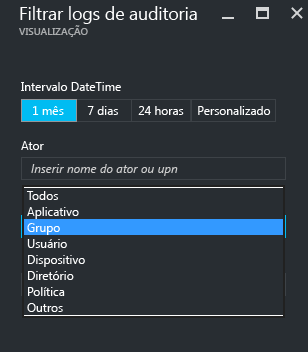 Filtrar logs de auditoria
VISUALIZAÇÃO
Intervalo DateTime
1 mês 7 dias 24 horas Personalizado
Ator
Inserir nome do ator ou upn
Todos
Aplicativo
Grupo
Usuário
Dispositivo
Diretório
Política
Outros